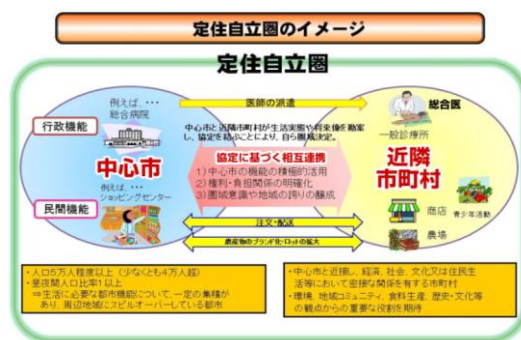 定住自立圏のイメージ
定住自立圏
例えば、・・・
総合病院
行政機能
中心市
例えば、・・・
ショッピングセンター
民間機能
医師の派遣
中心市と近隣市町村が生活実態や将来像を勘案
し、協定を結ぶことにより、自ら圏域決定。
協定に基づく相互連携
1)中心市の機能の積極的活用
2)権利・負担関係の明確化
3)圏域意識や地域の誇りの醸成
注文・配送
農産物のブランド化・ロットの拡大
総合医
一般診療所
近隣
市町村
商店
青少年活動
農場
・人口5万人程度以上(少なくとも4万人超)
・昼夜間人口比率1以上
⇒生活に必要な都市機能について、一定の集積が
あり、周辺地域にスピルオーバーしている都市
・中心市と近接し、経済、社会、文化又は住民生
活等において密接な関係を有する市町村
・環境、地域コミュニティ、食料生産、歴史・文化等
の観点からの重要な役割を期待